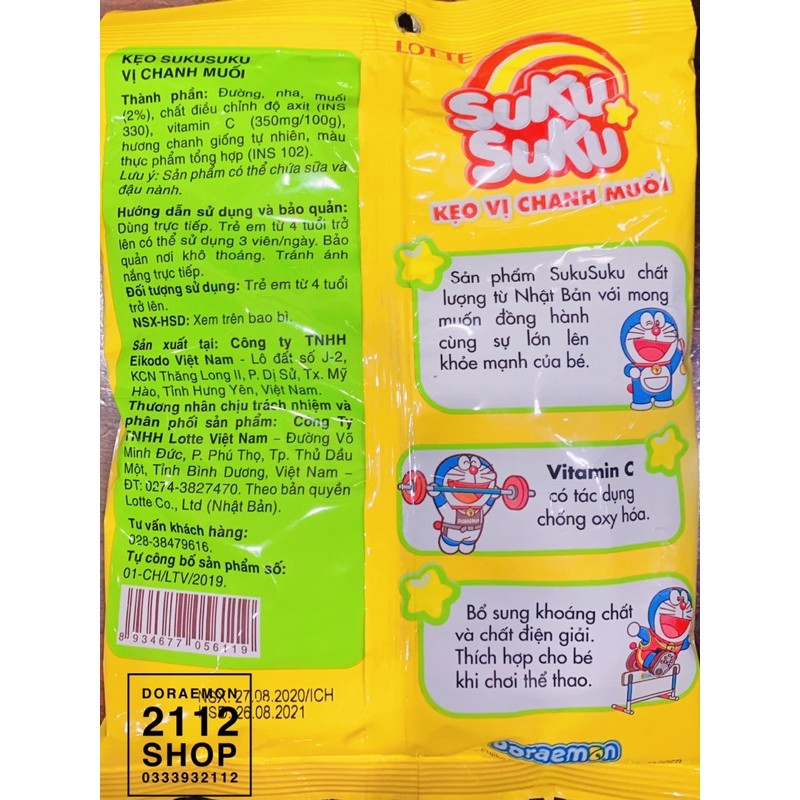 KẸO SUKUSUKU
VỊ CHANH MUỐI
Thành phần: Đường, nha, muối
(2%), chất điều chỉnh độ axit (INS
330), vitamin C (350mg/100g),
hương chanh giống tự nhiên, màu
thực phẩm tổng hợp (INS 102).
Lưu ý: Sản phẩm có thể chứa sữa và
đậu nành.
Hướng dẫn sử dụng và bảo quản:
Dùng trực tiếp. Trẻ em từ 4 tuổi trở
lên có thể sử dụng 3 viên/ngày. Bảo
quản nơi khô thoáng. Tránh ánh
nắng trực tiếp.
Đối tượng sử dụng: Trẻ em từ 4 tuổi
trở lên.
NSX-HSD: Xem trên bao bì.
Sản xuất tại: Công ty TNHH
Eikodo Việt Nam - Lô đất số J-2,
KCN Thăng Long II, P. Dị Sử, Tx. Mỹ
Hào, Tỉnh Hưng Yên, Việt Nam.
Thương nhân chịu trách nhiệm và
phân phối sản phẩm: Công Ty
TNHH Lotte Việt Nam – Đường Võ
Minh Đức, P. Phú Thọ, Tp. Thủ Dầu
Một, Tỉnh Bình Dương, Việt Nam –
ĐT: 0274-3827470. Theo bản quyền
Lotte Co., Ltd (Nhật Bản).
Tư vấn khách hàng:
028-38479616.
Tự công bố sản phẩm số:
01-CH/LTV/2019.
8 934677 056119
NSX: 27.08.2020/ICH
HSD: 26.08.2021
DORAEMON
2112
SHOP
0333932112
LOTTE
SUKU
SUKU
KẸO VỊ CHANH MUỐI
Sản phẩm SukuSuku chất
lượng từ Nhật Bản với mong
muốn đồng hành
cùng sự lớn lên
khỏe mạnh của bé.
Vitamin C
có tác dụng
chống oxy hóa.
DORAEMON
Bổ sung khoáng chất
và chất điện giải.
Thích hợp cho bé
khi chơi thể thao.
Doraemon